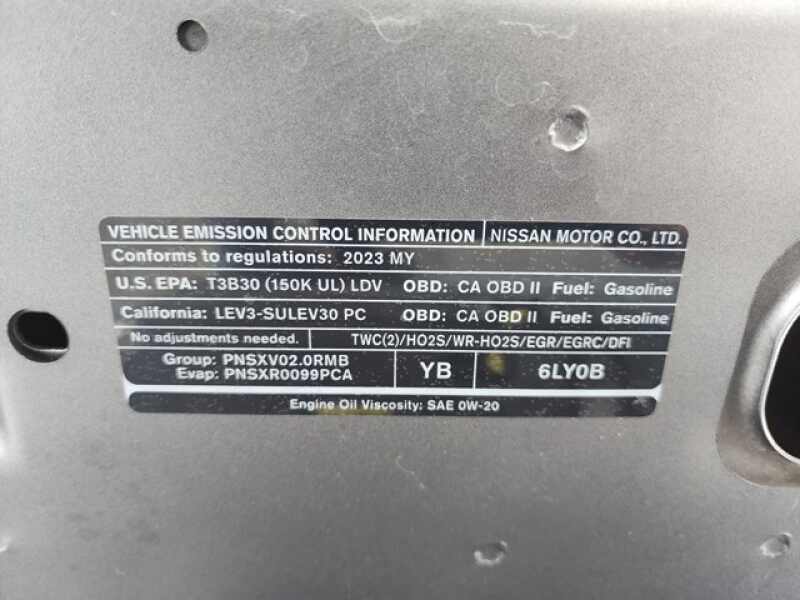 VEHICLE EMISSION CONTROL INFORMATION NISSAN MOTOR CO., LTD.
Conforms to regulations: 2023 MY
U.S. EPA: T3B30 (150K UL) LDV OBD: CA OBD II Fuel: Gasoline
California: LEV3-SULEV30 PC OBD: CA OBD II Fuel: Gasoline
No adjustments needed. TWC(2)/HO2S/WR-HO2S/EGR/EGRC/DFI
Group: PNSXV02.0RMB
Evap: PNSXR0099PCA YB 6LY0B
Engine Oil Viscosity: SAE 0W-20